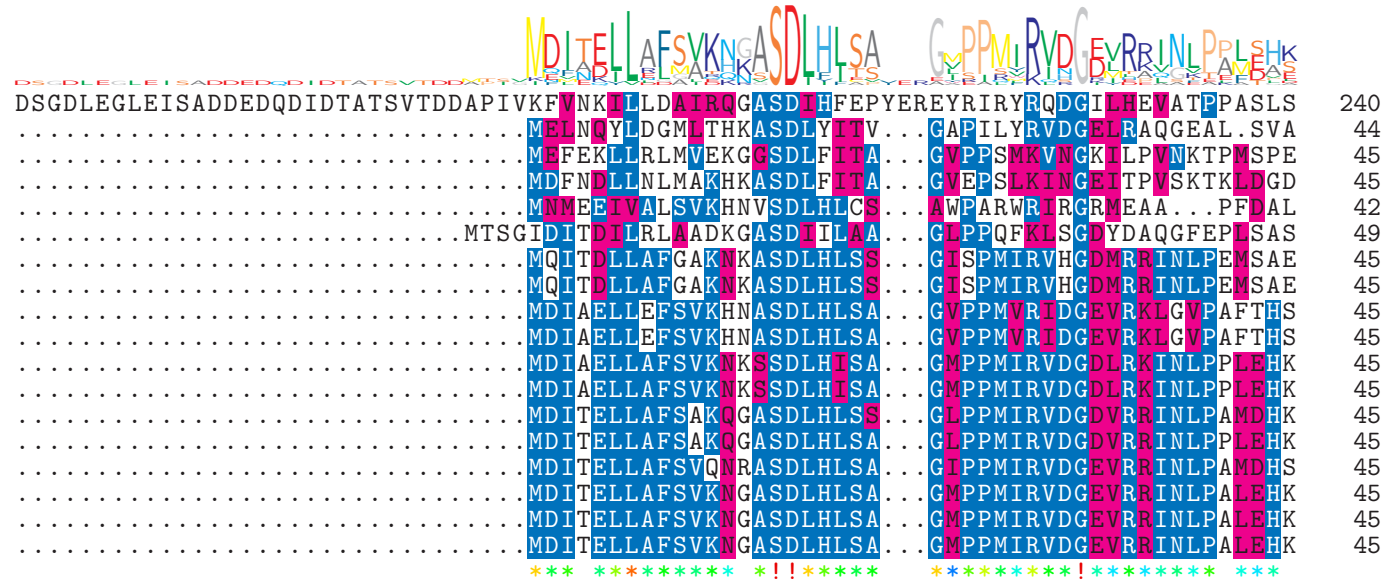 DSGDLEGLEISADDEDQDIDTATSVTDDAPIVKFVNKILLDAIRQGASDIHFEPYEREYRIRYRQDGILHEVATPPASLS 240
................................MELNQYLDGMLTHKASDLYITV...GAPILYRVDGELRAQGEAL.SVA 44
................................MEFEKLLRLMVEKGGSDLFITA...GVPPSMKVNGKILPVNKTPMSPE 45
................................MDFNDLLNLMAKHKASDLFITA...GVEPSLKINGEITPVSKTKLDGD 45
................................MNMEEIVALSVKHNVSDLHLCS...AWPARWRIRGRMEAA...PFDAL 42
............................MTSGIDITDILRLAADKGASDIILAA...GLPPQFKLSGDYDAQGFEPLSAS 49
................................MQITDLLAFGAKNKASDLHLSS...GISPMIRVHGDMRRINLPEMSAE 45
................................MQITDLLAFGAKNKASDLHLSS...GISPMIRVHGDMRRINLPEMSAE 45
................................MDIAELLEFSVKHNASDLHLSA...GVPPMVRIDGEVRKLGVPAFTHS 45
................................MDIAELLEFSVKHNASDLHLSA...GVPPMVRIDGEVRKLGVPAFTHS 45
................................MDIAELLAFSVKNKSSDLHISA...GMPPMIRVDGDLRKINLPPLEHK 45
................................MDIAELLAFSVKNKSSDLHISA...GMPPMIRVDGDLRKINLPPLEHK 45
................................MDITELLAFSAKQGASDLHLSS...GLPPMIRVDGDVRRINLPAMDHK 45
................................MDITELLAFSAKQGASDLHLSA...GLPPMIRVDGDVRRINLPPLEHK 45
................................MDITELLAFSVQNRASDLHLSA...GIPPMIRVDGEVRRINLPAMDHS 45
................................MDITELLAFSVKNGASDLHLSA...GMPPMIRVDGEVRRINLPALEHK 45
................................MDITELLAFSVKNGASDLHLSA...GMPPMIRVDGEVRRINLPALEHK 45
................................MDITELLAFSVKNGASDLHLSA...GMPPMIRVDGEVRRINLPALEHK 45
*** ********* *!!***** *********!******** ***